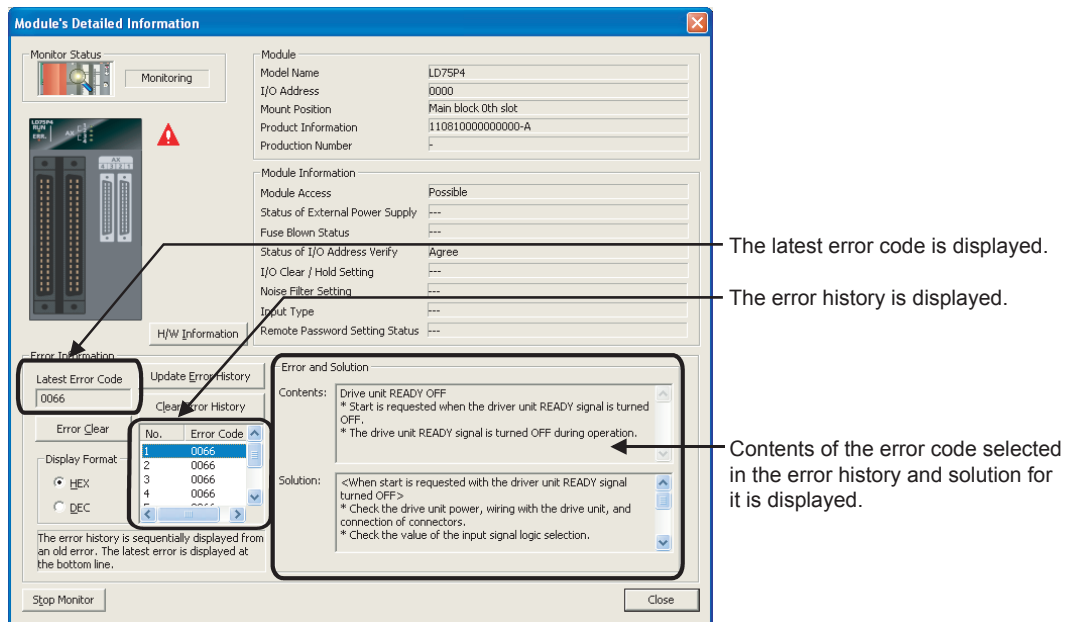 Module's Detailed Information
Monitor Status
Monitoring
Module
Model Name LD75P4
I/O Address 0000
Mount Position Main block 0th slot
Product Information 110810000000000-A
Production Number -
LD75P4
RUN
ERR.
AX
AX
Module Information
Module Access Possible
Status of External Power Supply ---
Fuse Blown Status ---
Status of I/O Address Verify Agree
I/O Clear / Hold Setting ---
Noise Filter Setting ---
Input Type ---
Remote Password Setting Status ---
H/W Information
The latest error code is displayed.
The error history is displayed.
Error Information
Latest Error Code
0066
Update Error History
Clear Error History
Error Clear
Display Format
HEX
DEC
No. Error Code
1 0066
2 0066
3 0066
4 0066
The error history is sequentially displayed from
an old error. The latest error is displayed at
the bottom line.
Error and Solution
Contents: Drive unit READY OFF
* Start is requested when the driver unit READY signal is turned
OFF.
* The drive unit READY signal is turned OFF during operation.
Solution: <When start is requested with the driver unit READY signal
turned OFF>
* Check the drive unit power, wiring with the drive unit, and
connection of connectors.
* Check the value of the input signal logic selection.
Contents of the error code selected
in the error history and solution for
it is displayed.
Stop Monitor
Close